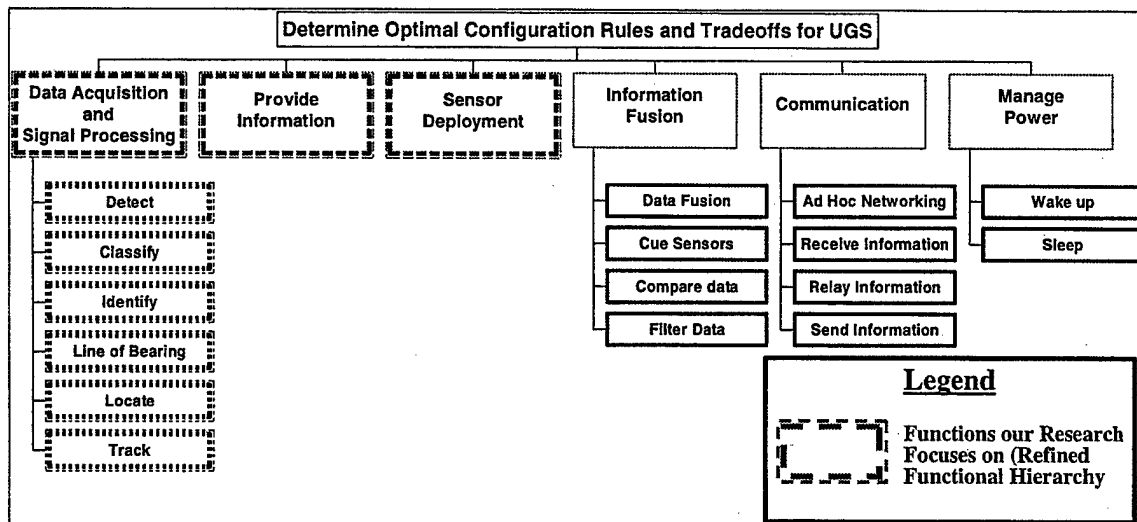 Determine Optimal Configuration Rules and Tradeoffs for UGS
Data Acquisition
and
Signal Processing
Provide
Information
Sensor
Deployment
Information
Fusion
Communication
Manage
Power
Detect
Classify
Identify
Line of Bearing
Locate
Track
Data Fusion
Cue Sensors
Compare data
Filter Data
Ad Hoc Networking
Receive Information
Relay Information
Send Information
Wake up
Sleep
Legend
Functions our Research
Focuses on (Refined
Functional Hierarchy